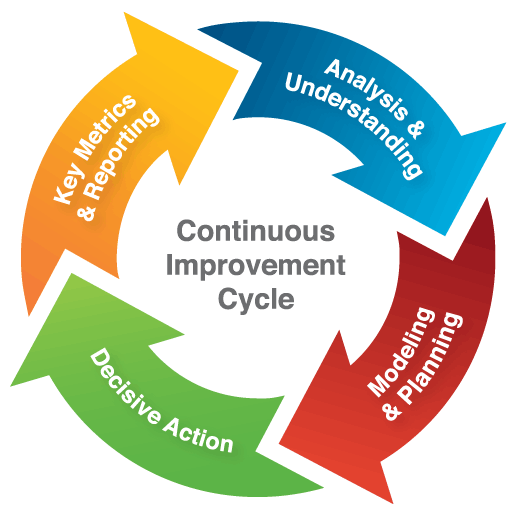 Analysis &
Understanding
Modeling
& Planning
Decisive Action
Key Metrics
& Reporting
Continuous
Improvement
Cycle